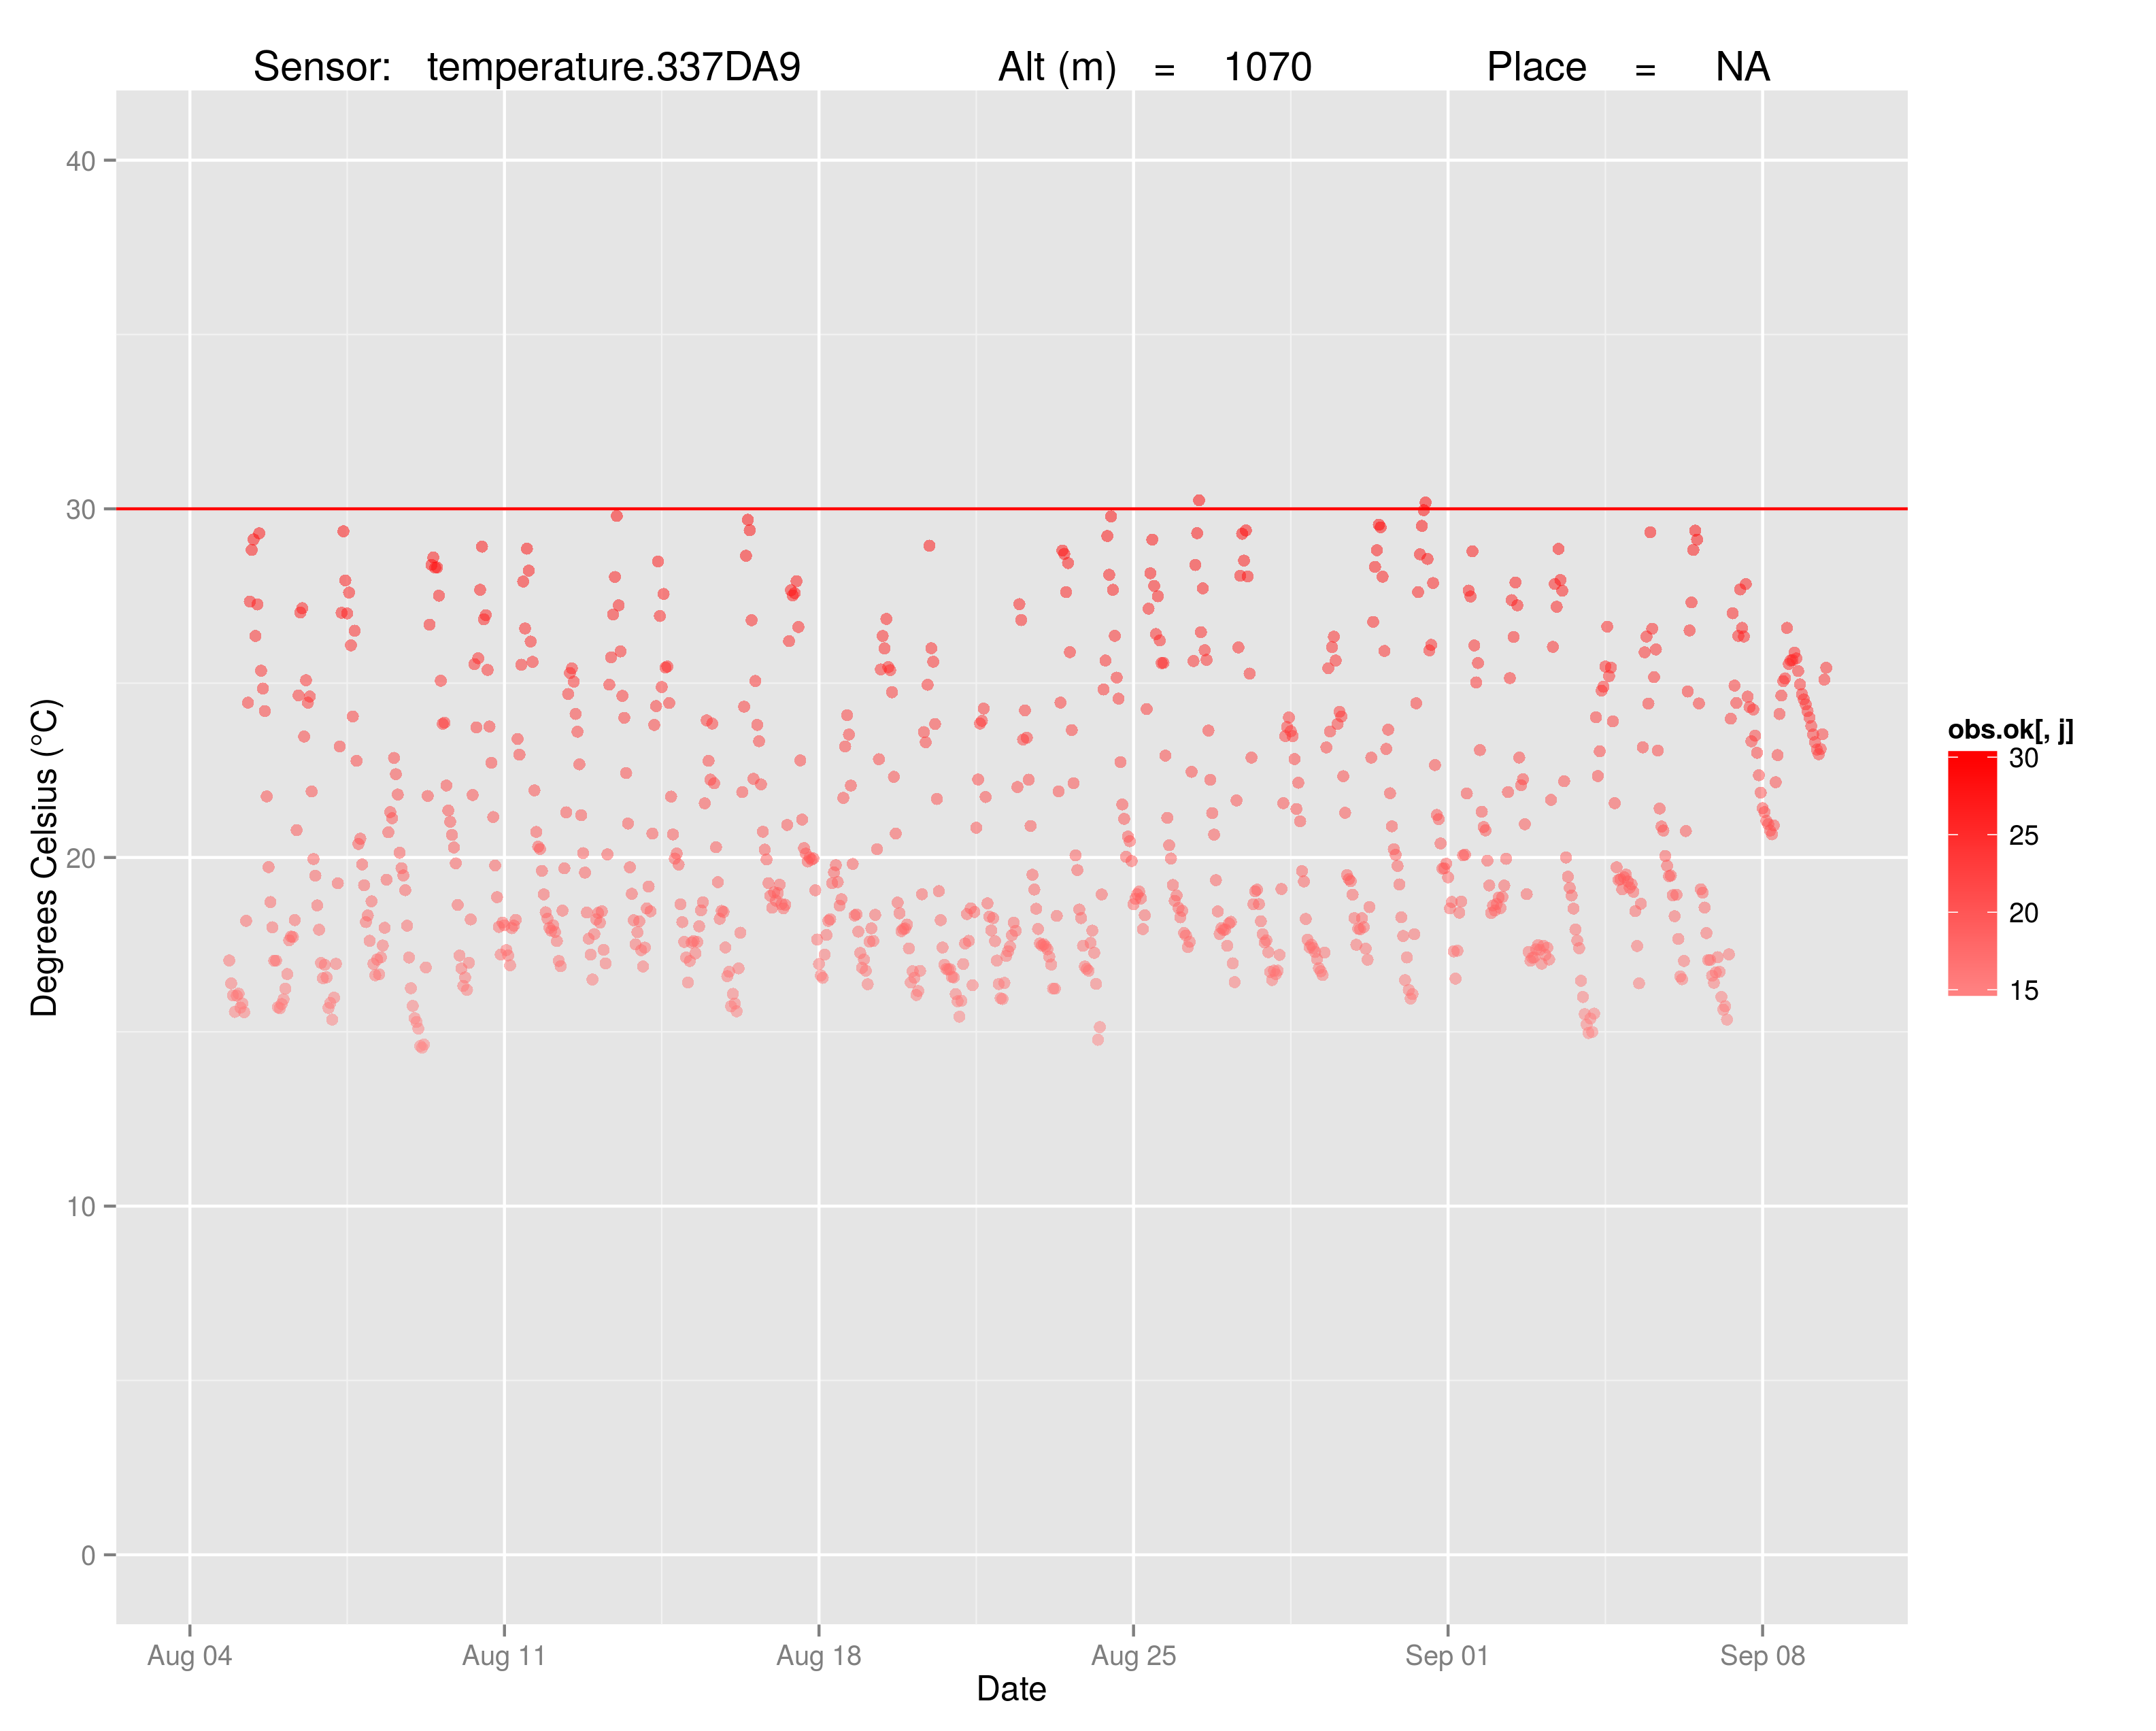 Sensor: temperature.337DA9 Alt (m) = 1070 Place = NA
40
30
20
10
0
Degrees Celsius (°C)
Aug 04 Aug 11 Aug 18 Aug 25 Sep 01 Sep 08
Date
obs.ok[, j]
30
25
20
15